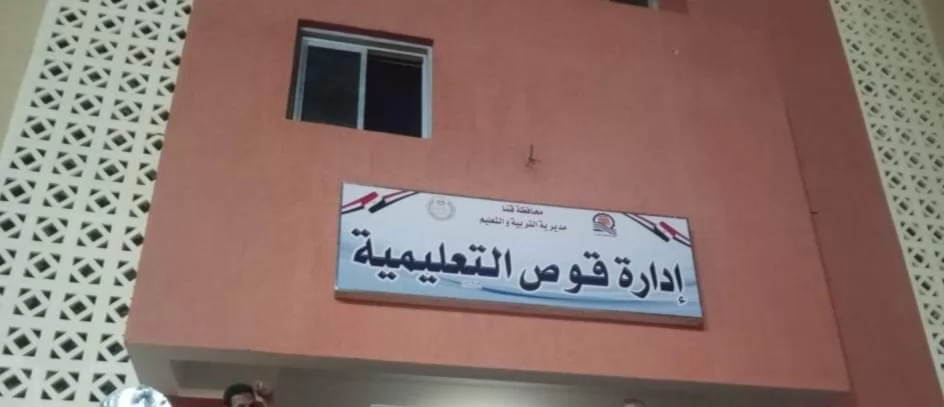 محافظة قنا
مديرية التربية والتعليم
إدارة قوص التعليمية